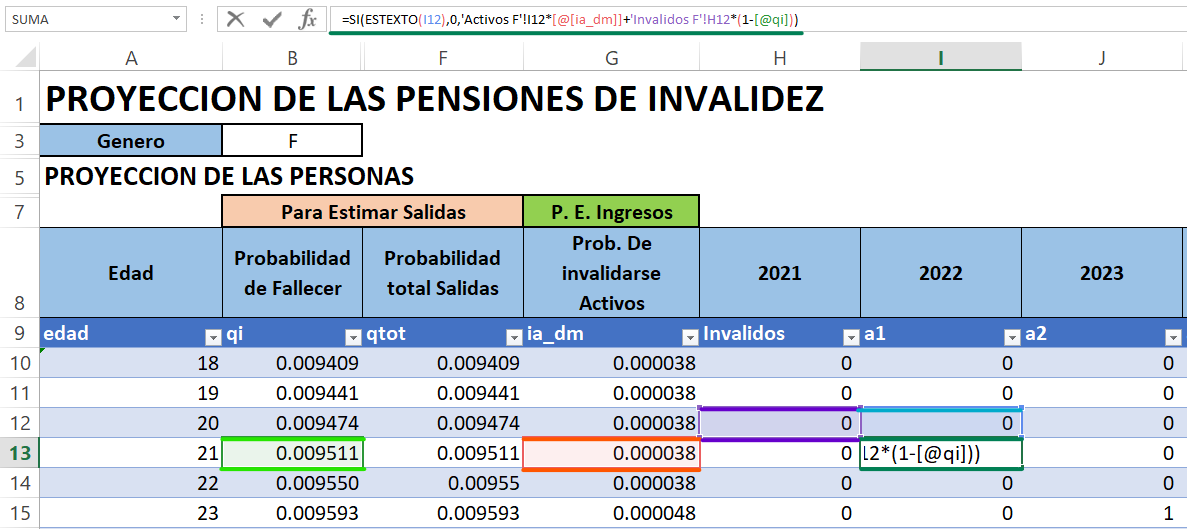 SUMA
=SI(ESTEXTO(I12),0,'Activos F'!I12*[@[ia_dm]]+'Invalidos F'!H12*(1-[@qi]))
A B F G H I J
1 PROYECCION DE LAS PENSIONES DE INVALIDEZ
3 Genero F
5 PROYECCION DE LAS PERSONAS
7 Para Estimar Salidas P. E. Ingresos
8 Edad Probabilidad de Fallecer Probabilidad total Salidas Prob. De invalidarse Activos 2021 2022 2023
9 edad qi qtot ia_dm Invalidos a1 a2
10 18 0.009409 0.009409 0.000038 0 0 0
11 19 0.009441 0.009441 0.000038 0 0 0
12 20 0.009474 0.009474 0.000038 0 0 0
13 21 0.009511 0.009511 0.000038 0 12*(1-[@qi])) 0
14 22 0.009550 0.00955 0.000038 0 0 0
15 23 0.009593 0.009593 0.000048 0 0 1